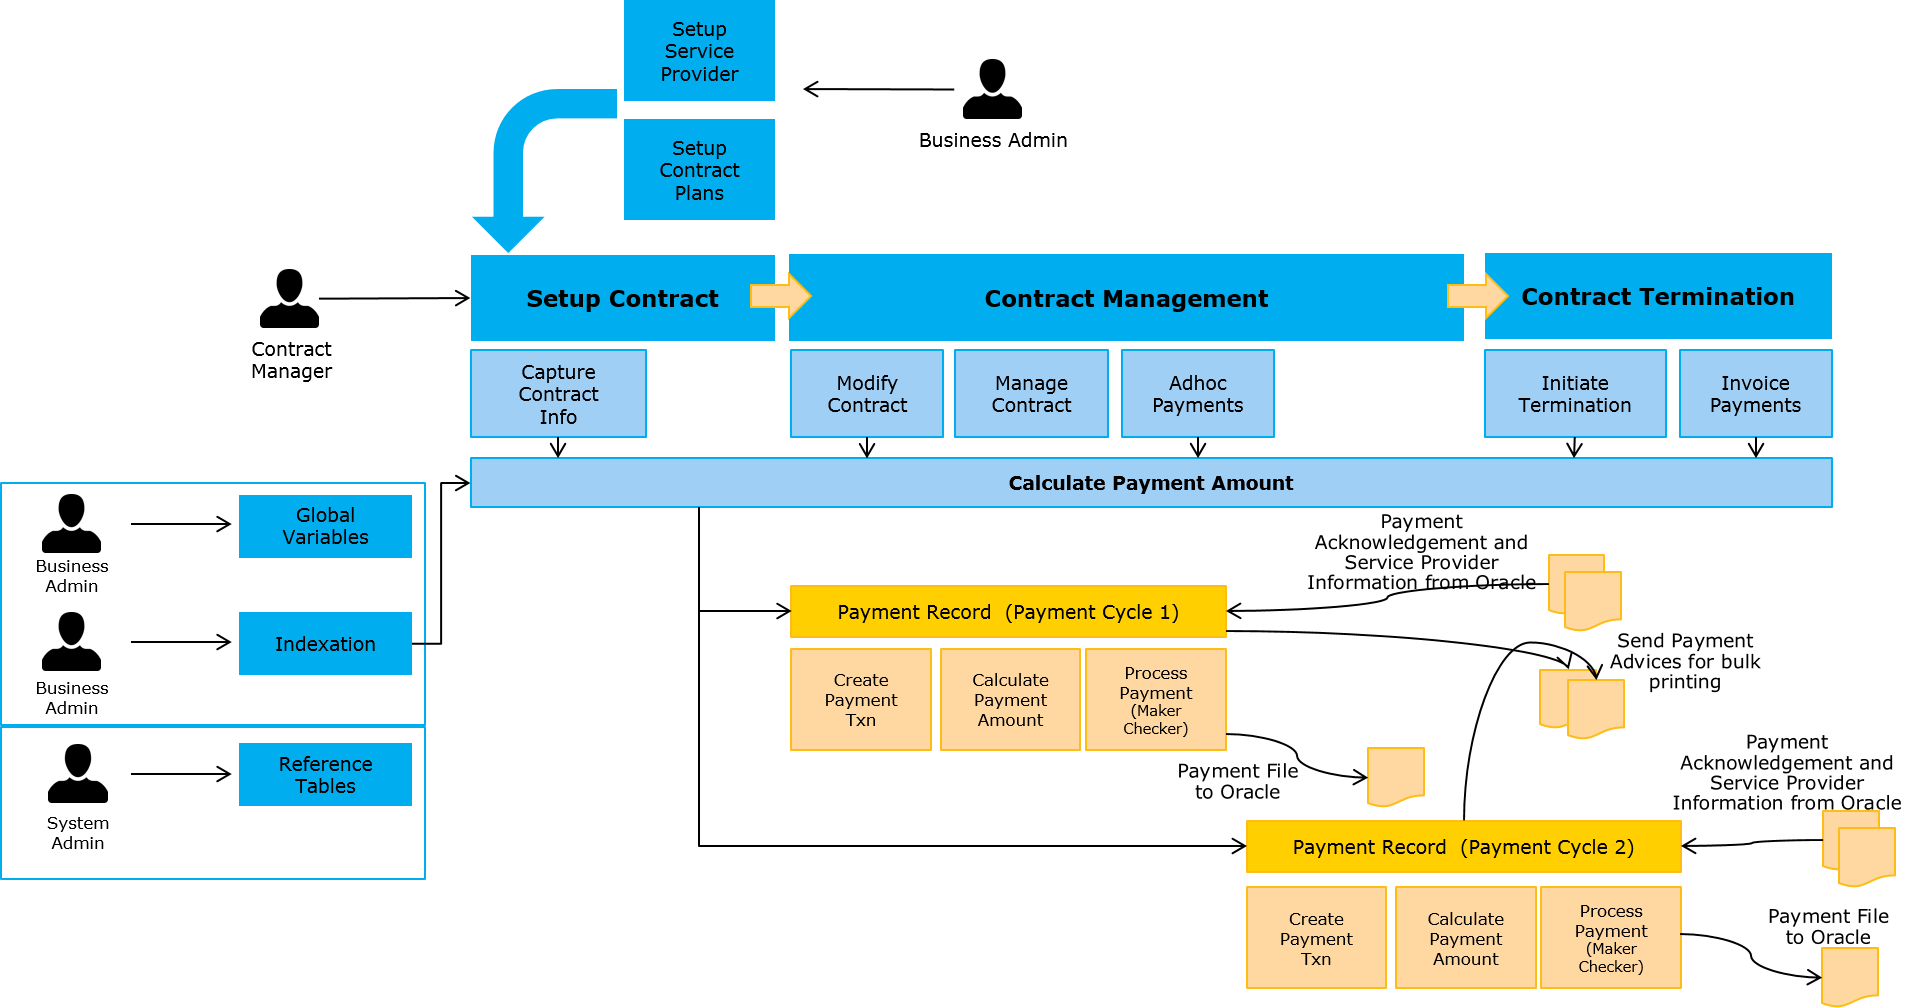 Setup
Service
Provider
Business Admin
Setup
Contract
Plans
Contract
Manager
Setup Contract
Contract Management
Contract Termination
Capture
Contract
Info
Modify
Contract
Manage
Contract
Adhoc
Payments
Initiate
Termination
Invoice
Payments
Calculate Payment Amount
Business
Admin
Global
Variables
Business
Admin
Indexation
System
Admin
Reference
Tables
Payment
Acknowledgement and
Service Provider
Information from Oracle
Payment Record  (Payment Cycle 1)
Create
Payment
Txn
Calculate
Payment
Amount
Process
Payment
(Maker
Checker)
Send Payment
Advices for bulk
printing
Payment File
to Oracle
Payment
Acknowledgement and
Service Provider
Information from Oracle
Payment Record  (Payment Cycle 2)
Create
Payment
Txn
Calculate
Payment
Amount
Process
Payment
(Maker
Checker)
Payment File
to Oracle